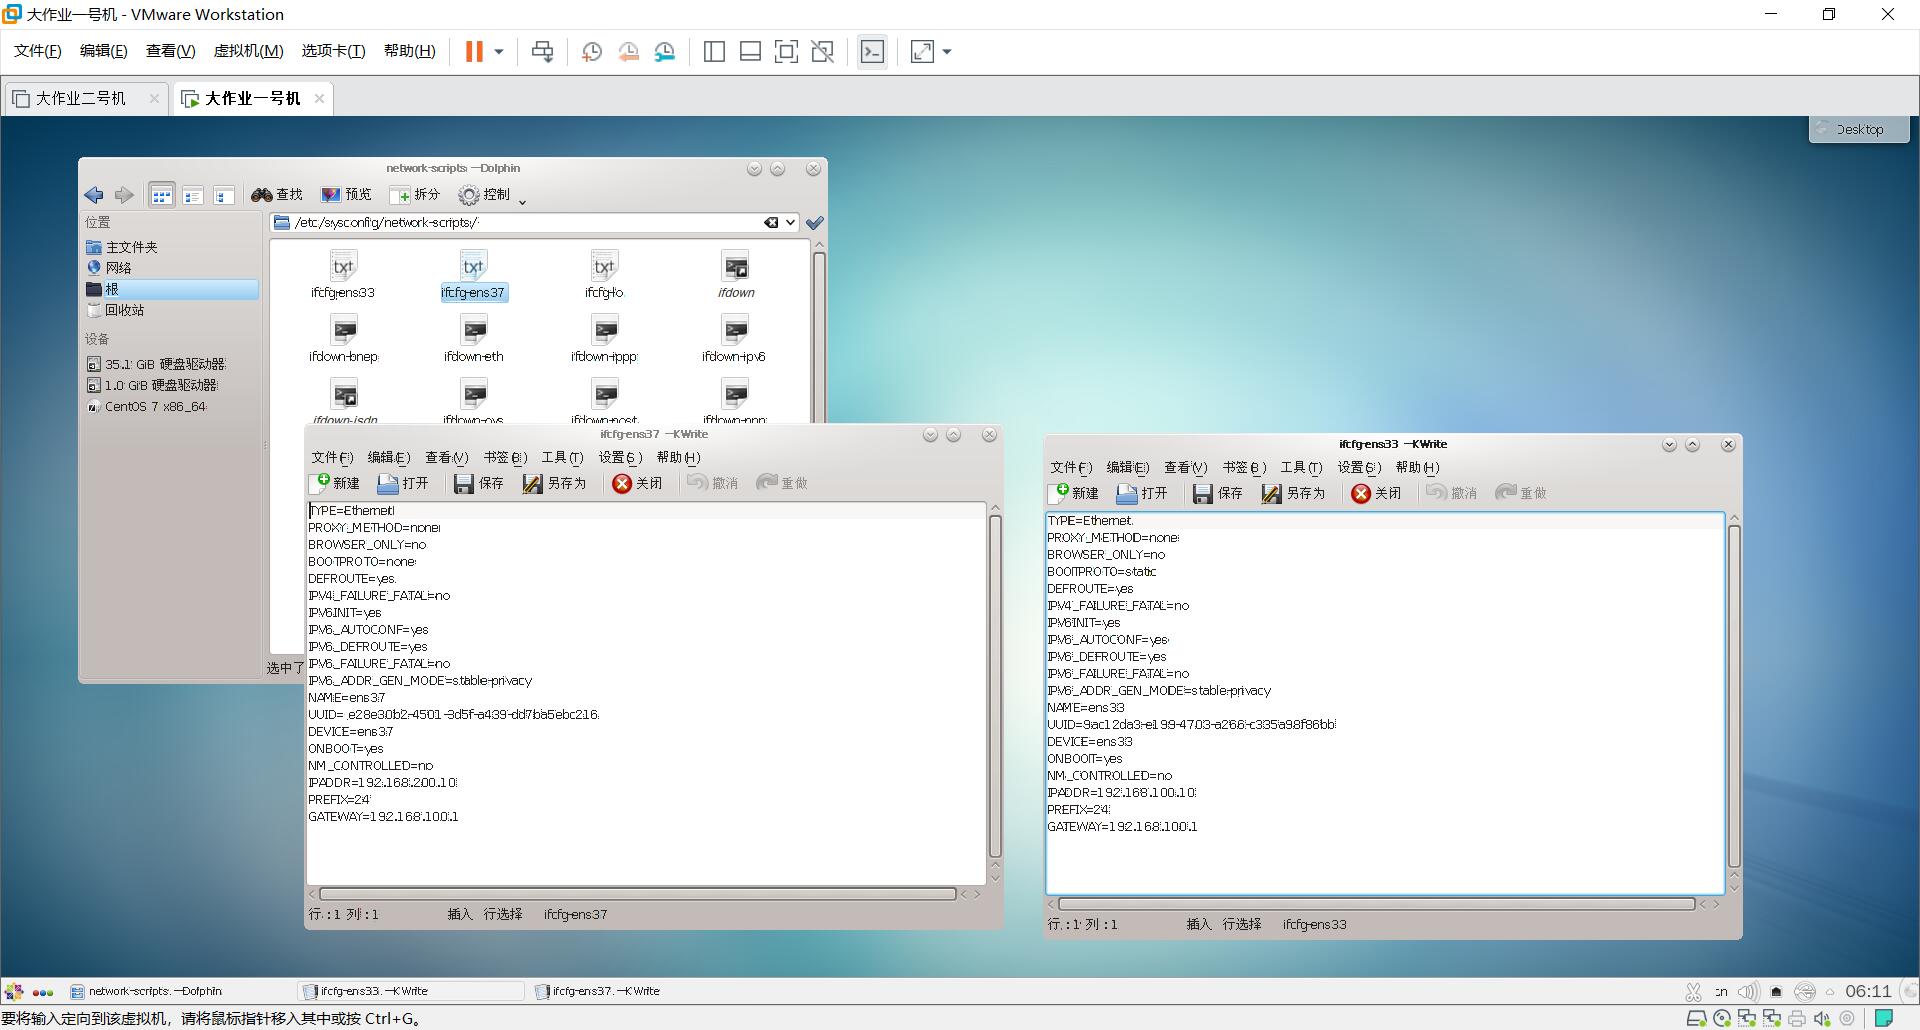 大作业一号机 - VMware Workstation
文件(F) 编辑(E) 查看(V) 虚拟机(M) 选项卡(T) 帮助(H)
大作业二号机
大作业一号机
Desktop
network-scripts — Dolphin
查找 预览 拆分 控制
位置
/etc/sysconfig/network-scripts/
主文件夹
网络
根
回收站
设备
35.1 GiB 硬盘驱动器
1.0 GiB 硬盘驱动器
CentOS 7 x86_64
ifcfg-ens33 ifcfg-ens37 ifcfg-lo ifdown
ifdown-bnep ifdown-eth ifdown-ippp ifdown-ipv6
ifdown-isdn ifdown-ovs ifdown-post ifdown-ppp
选中了
ifcfg-ens37 — KWrite
文件(F) 编辑(E) 查看(V) 书签(B) 工具(T) 设置(S) 帮助(H)
新建 打开 保存 另存为 关闭 撤消 重做
TYPE=Ethernet
PROXY_METHOD=none
BROWSER_ONLY=no
BOOTPROTO=none
DEFROUTE=yes
IPV4_FAILURE_FATAL=no
IPV6INIT=yes
IPV6_AUTOCONF=yes
IPV6_DEFROUTE=yes
IPV6_FAILURE_FATAL=no
IPV6_ADDR_GEN_MODE=stable-privacy
NAME=ens37
UUID= e28e30b2-4501-3d5f-a439-dd7ba5ebc216
DEVICE=ens37
ONBOOT=yes
NM_CONTROLLED=no
IPADDR=192.168.200.10
PREFIX=24
GATEWAY=192.168.100.1
行: 1 列: 1 插入 行选择 ifcfg-ens37
ifcfg-ens33 — KWrite
文件(F) 编辑(E) 查看(V) 书签(B) 工具(T) 设置(S) 帮助(H)
新建 打开 保存 另存为 关闭 撤消 重做
TYPE=Ethernet
PROXY_METHOD=none
BROWSER_ONLY=no
BOOTPROTO=static
DEFROUTE=yes
IPV4_FAILURE_FATAL=no
IPV6INIT=yes
IPV6_AUTOCONF=yes
IPV6_DEFROUTE=yes
IPV6_FAILURE_FATAL=no
IPV6_ADDR_GEN_MODE=stable-privacy
NAME=ens33
UUID=9ac12da3-e199-4703-a266-c335a98f86bb
DEVICE=ens33
ONBOOT=yes
NM_CONTROLLED=no
IPADDR=192.168.100.10
PREFIX=24
GATEWAY=192.168.100.1
行: 1 列: 1 插入 行选择 ifcfg-ens33
network-scripts — Dolphin ifcfg-ens33 — KWrite ifcfg-ens37 — KWrite 06:11
要将输入定向到该虚拟机，请将鼠标指针移入其中或按 Ctrl+G。